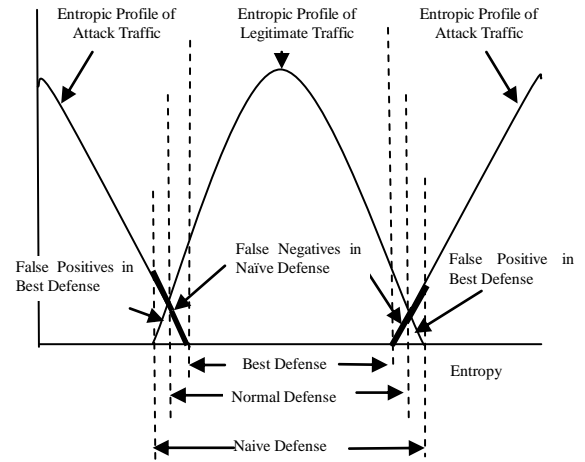 Entropic Profile of
Attack Traffic
Entropic Profile of
Legitimate Traffic
Entropic Profile of
Attack Traffic
False Positives in
Best Defense
False Negatives in
Naïve Defense
False Positive in
Best Defense
Best Defense
Entropy
Normal Defense
Naive Defense